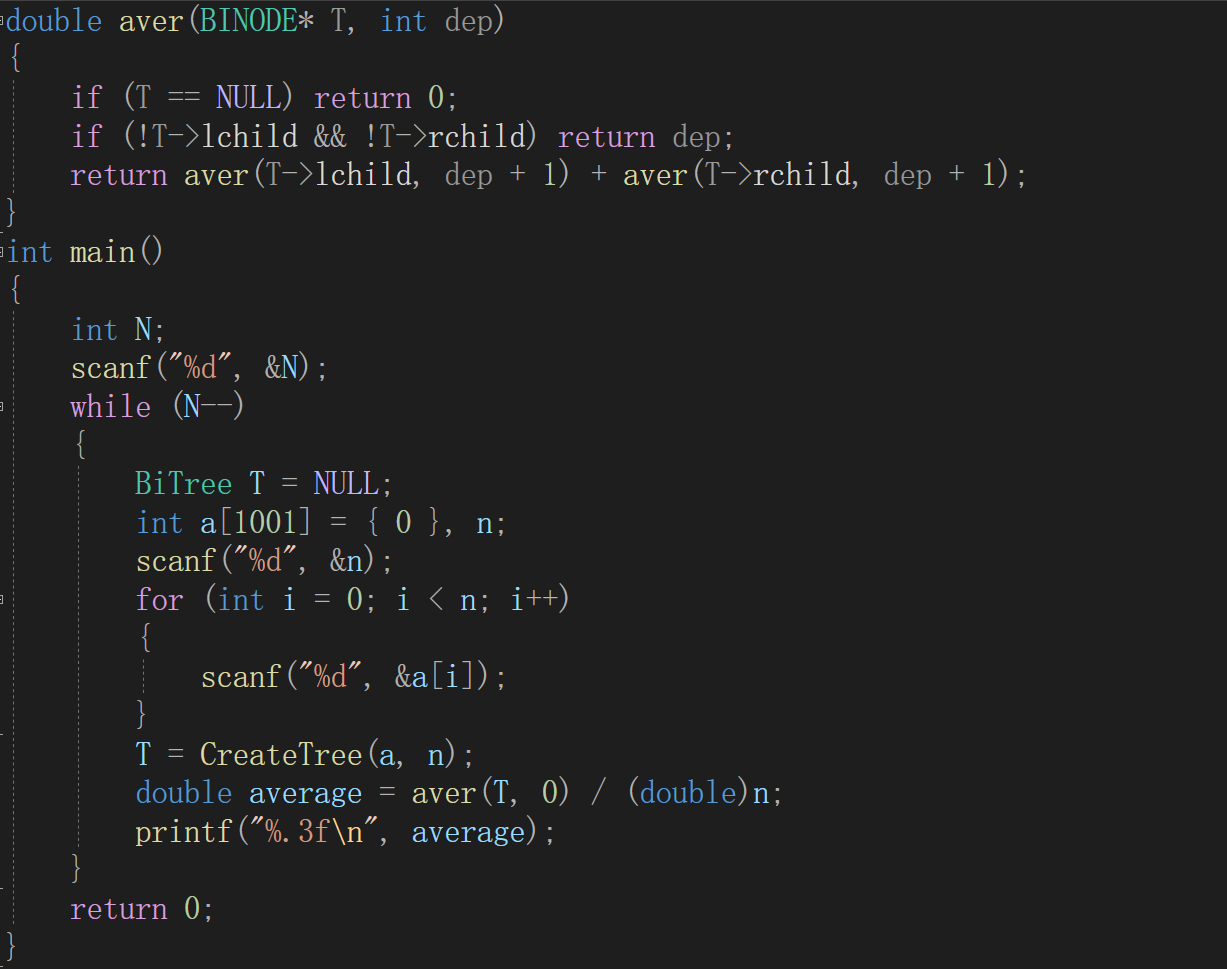 double aver(BINODE* T, int dep)
{
    if (T == NULL) return 0;
    if (!T->lchild && !T->rchild) return dep;
    return aver(T->lchild, dep + 1) + aver(T->rchild, dep + 1);
}
int main()
{
    int N;
    scanf("%d", &N);
    while (N--)
    {
        BiTree T = NULL;
        int a[1001] = { 0 }, n;
        scanf("%d", &n);
        for (int i = 0; i < n; i++)
        {
            scanf("%d", &a[i]);
        }
        T = CreateTree(a, n);
        double average = aver(T, 0) / (double)n;
        printf("%.3f\n", average);
    }
    return 0;
}